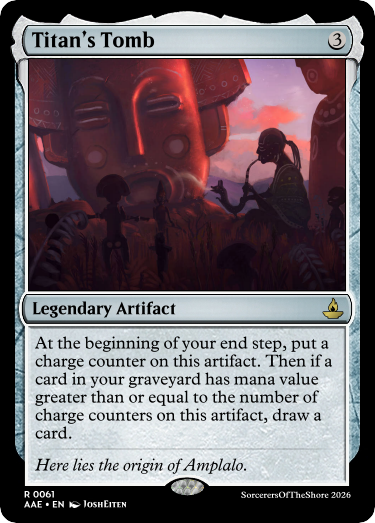 Titan's Tomb 3
Legendary Artifact
At the beginning of your end step, put a
charge counter on this artifact. Then if a
card in your graveyard has mana value
greater than or equal to the number of
charge counters on this artifact, draw a
card.
Here lies the origin of Amplalo.
R 0061
AAE • EN JoshEiten
SorcerersOfTheShore 2026